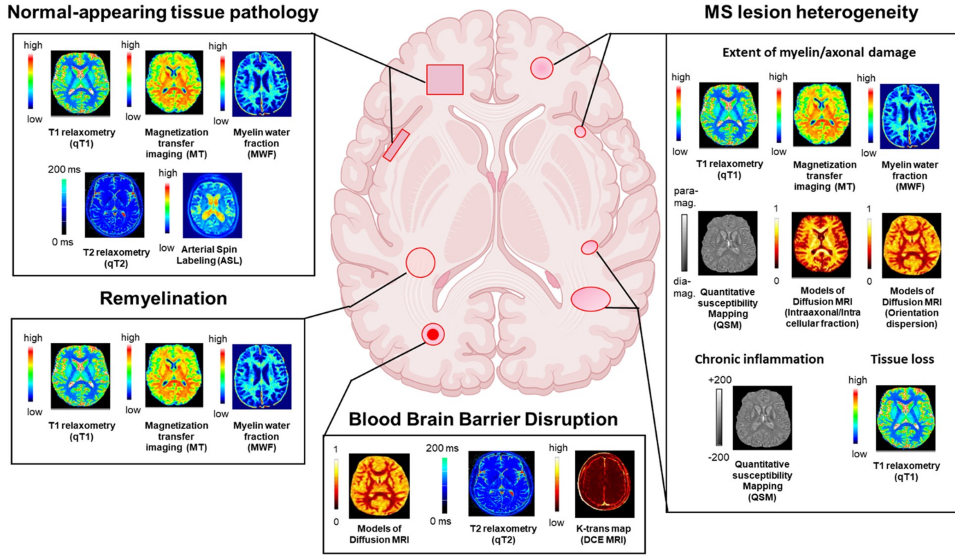 Normal-appearing tissue pathology
high
low
T1 relaxometry
(qT1)
high
low
Magnetization
transfer
imaging (MT)
high
low
Myelin water
fraction
(MWF)
200 ms
0 ms
T2 relaxometry
(qT2)
high
low
Arterial Spin
Labeling (ASL)
Remyelination
high
low
T1 relaxometry
(qT1)
high
low
Magnetization
transfer
imaging (MT)
high
low
Myelin water
fraction
(MWF)
Blood Brain Barrier Disruption
1
0
Models of
Diffusion MRI
200 ms
0 ms
T2 relaxometry
(qT2)
high
low
K-trans map
(DCE MRI)
MS lesion heterogeneity
Extent of myelin/axonal damage
high
low
T1 relaxometry
(qT1)
high
low
Magnetization
transfer
imaging (MT)
high
low
Myelin water
fraction
(MWF)
para-
mag.
dia-
mag.
Quantitative
susceptibility
Mapping
(QSM)
1
0
Models of
Diffusion MRI
(Intraaxonal/Intra
cellular fraction)
1
0
Models of
Diffusion MRI
(Orientation
dispersion)
Chronic inflammation
+200
-200
Quantitative
susceptibility
Mapping
(QSM)
Tissue loss
high
low
T1 relaxometry
(qT1)